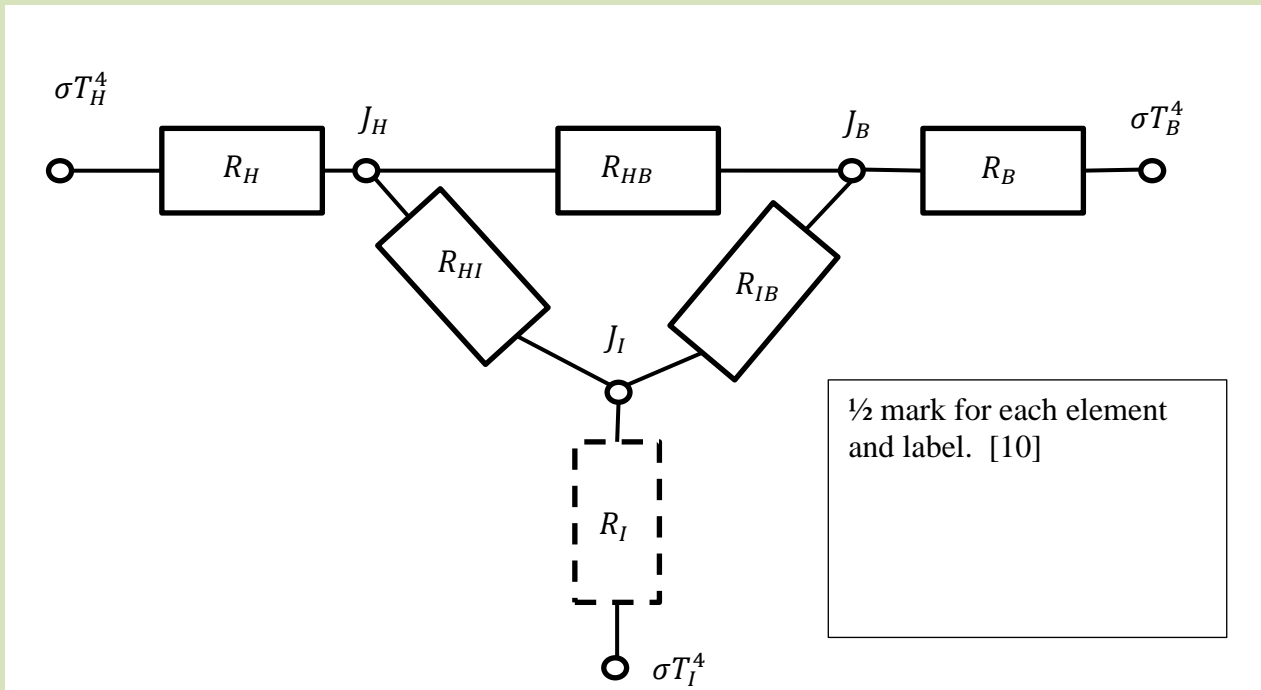 σT_H^4
J_H
J_B
σT_B^4
R_H
R_HB
R_B
R_HI
R_IB
J_I
½ mark for each element
and label. [10]
R_I
σT_I^4